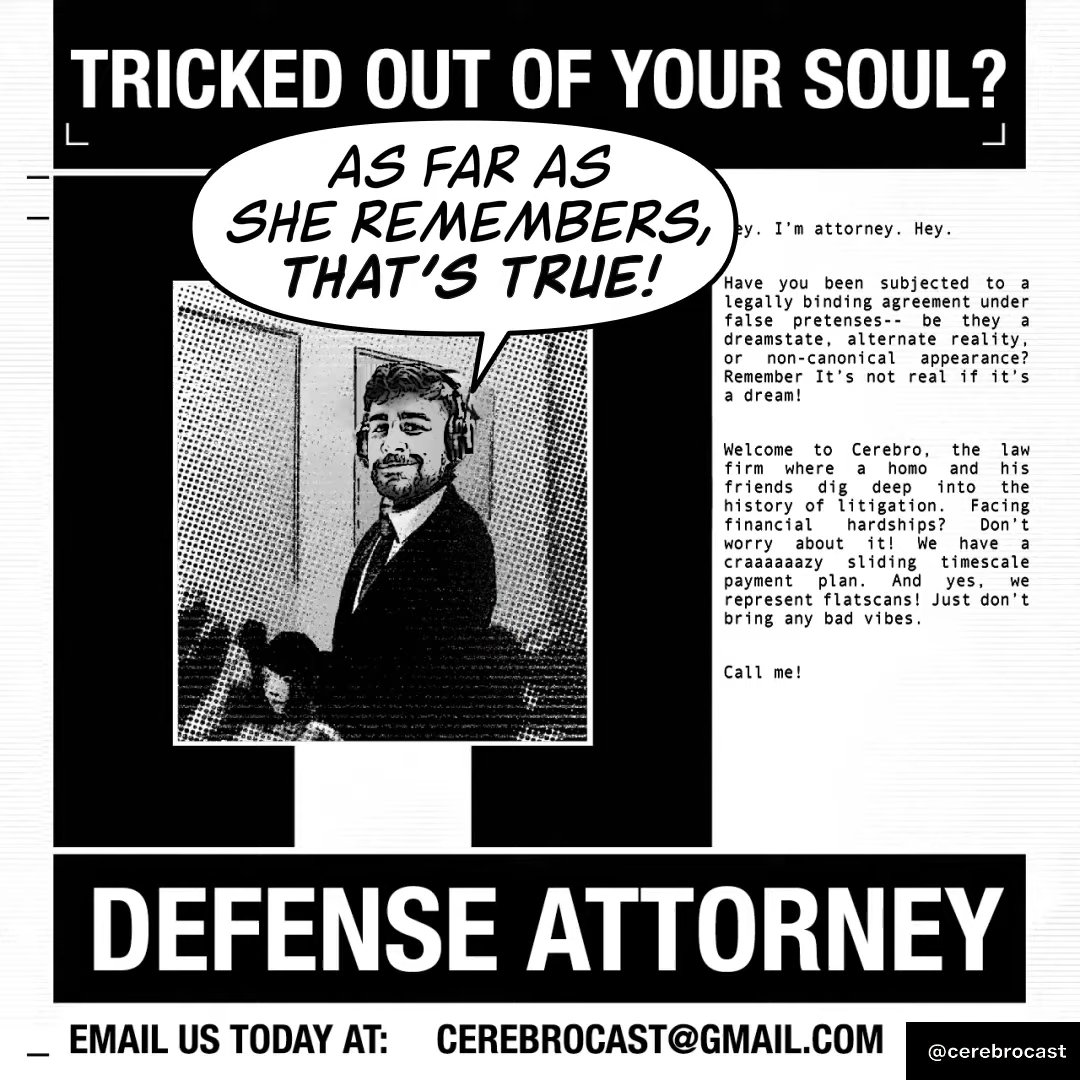 TRICKED OUT OF YOUR SOUL?
AS FAR AS
SHE REMEMBERS,
THAT'S TRUE!
I'm attorney. Hey.
Have you been subjected to a
legally binding agreement under
false pretenses-- be they a
dreamstate, alternate reality,
or non-canonical appearance?
Remember It's not real if it's
a dream!
Welcome to Cerebro, the law
firm where a homo and his
friends dig deep into the
history of litigation. Facing
financial hardships? Don't
worry about it! We have a
craaaaaazy sliding timescale
payment plan. And yes, we
represent flatscans! Just don't
bring any bad vibes.
Call me!
DEFENSE ATTORNEY
EMAIL US TODAY AT: CEREBROCAST@GMAIL.COM
@cerebrocast